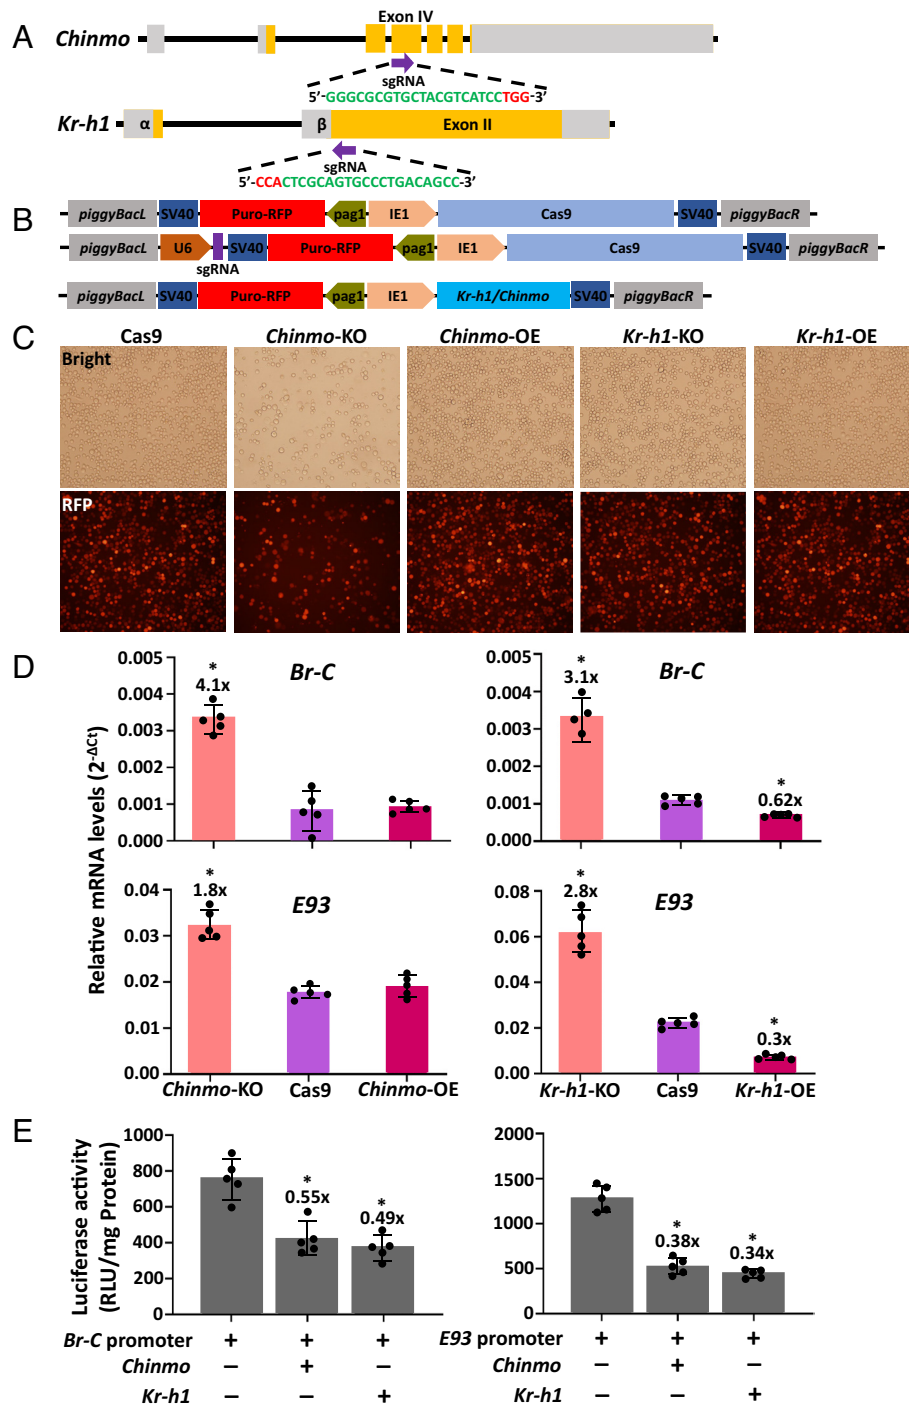 A
Exon IV
Chinmo
sgRNA
5’-GGGCGCGTGCTACGTCATCCTGG-3’
Kr-h1
α
β
Exon II
sgRNA
5’-CCACTCGCAGTGCCCTGACAGCC-3’
B
piggyBacL SV40 Puro-RFP pag1 IE1 Cas9 SV40 piggyBacR
piggyBacL U6 SV40 Puro-RFP pag1 IE1 Cas9 SV40 piggyBacR
sgRNA
piggyBacL SV40 Puro-RFP pag1 IE1 Kr-h1/Chinmo SV40 piggyBacR
C
Cas9 Chinmo-KO Chinmo-OE Kr-h1-KO Kr-h1-OE
Bright
RFP
D
Relative mRNA levels (2-ΔCt)
Br-C
0.005
0.004
0.003
0.002
0.001
0.000
*
4.1x
Br-C
0.005
0.004
0.003
0.002
0.001
0.000
*
3.1x
*
0.62x
E93
0.04
0.03
0.02
0.01
0.00
*
1.8x
Chinmo-KO Cas9 Chinmo-OE
E93
0.08
0.06
0.04
0.02
0.00
*
2.8x
*
0.3x
Kr-h1-KO Cas9 Kr-h1-OE
E
Luciferase activity
(RLU/mg Protein)
1000
800
600
400
200
0
*
0.55x
*
0.49x
Br-C promoter + + +
Chinmo – + –
Kr-h1 – – +
2000
1500
1000
500
0
*
0.38x
*
0.34x
E93 promoter + + +
Chinmo – + –
Kr-h1 – – +